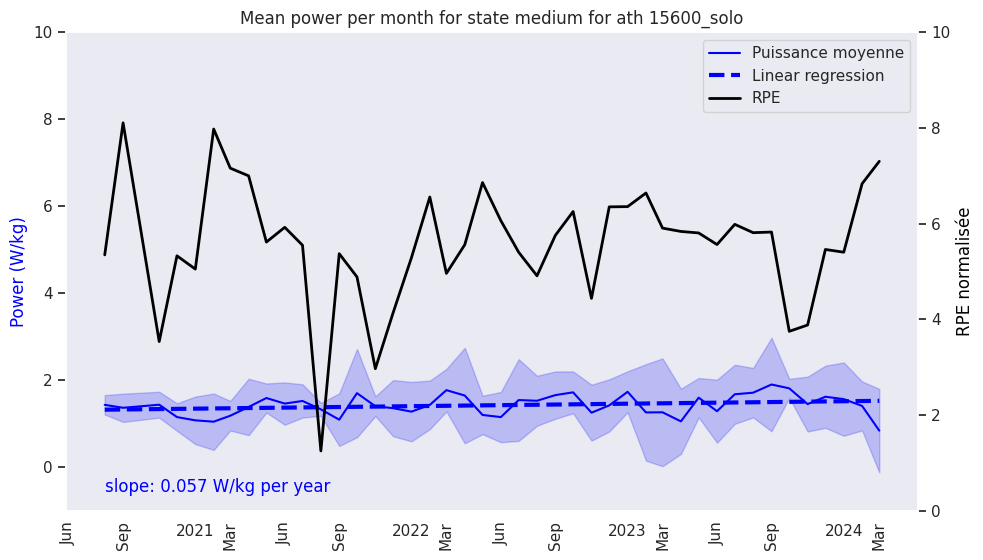 Mean power per month for state medium for ath 15600_solo
Puissance moyenne
Linear regression
RPE
Power (W/kg)
10
8
6
4
2
0
RPE normalisée
10
8
6
4
2
0
slope: 0.057 W/kg per year
Jun
Sep
2021
Mar
Jun
Sep
2022
Mar
Jun
Sep
2023
Mar
Jun
Sep
2024
Mar